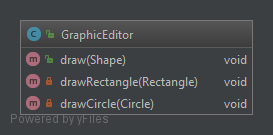 C GraphicEditor
m draw(Shape) void
m drawRectangle(Rectangle) void
m drawCircle(Circle) void
Powered by yFiles